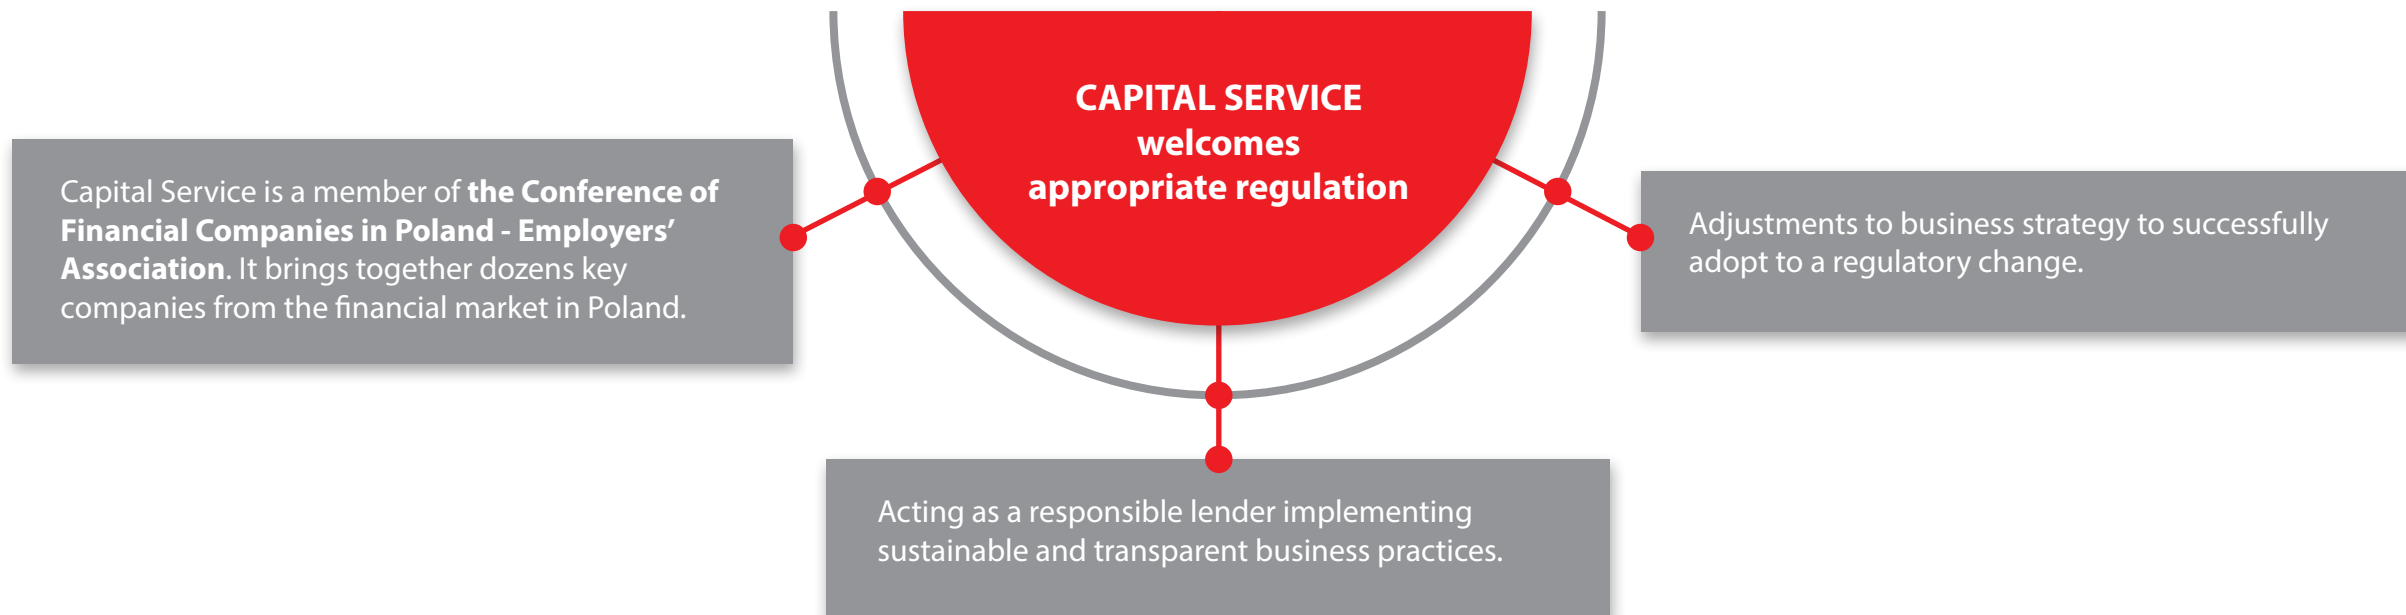 CAPITAL SERVICE
welcomes
appropriate regulation
Capital Service is a member of the Conference of
Financial Companies in Poland - Employers’
Association. It brings together dozens key
companies from the financial market in Poland.
Adjustments to business strategy to successfully
adopt to a regulatory change.
Acting as a responsible lender implementing
sustainable and transparent business practices.